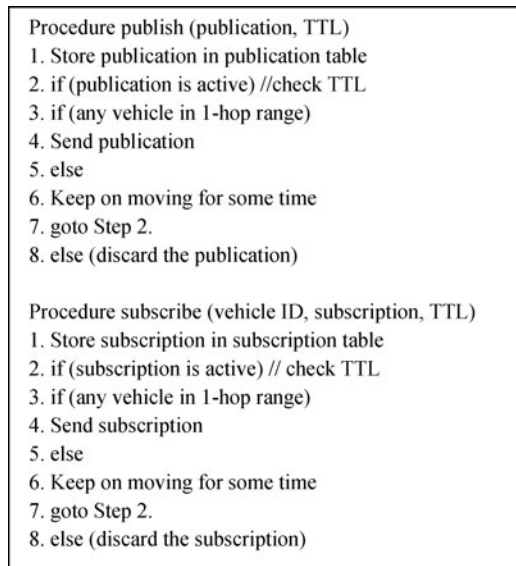 Procedure publish (publication, TTL)
1. Store publication in publication table
2. if (publication is active) //check TTL
3. if (any vehicle in 1-hop range)
4. Send publication
5. else
6. Keep on moving for some time
7. goto Step 2.
8. else (discard the publication)
Procedure subscribe (vehicle ID, subscription, TTL)
1. Store subscription in subscription table
2. if (subscription is active) // check TTL
3. if (any vehicle in 1-hop range)
4. Send subscription
5. else
6. Keep on moving for some time
7. goto Step 2.
8. else (discard the subscription)